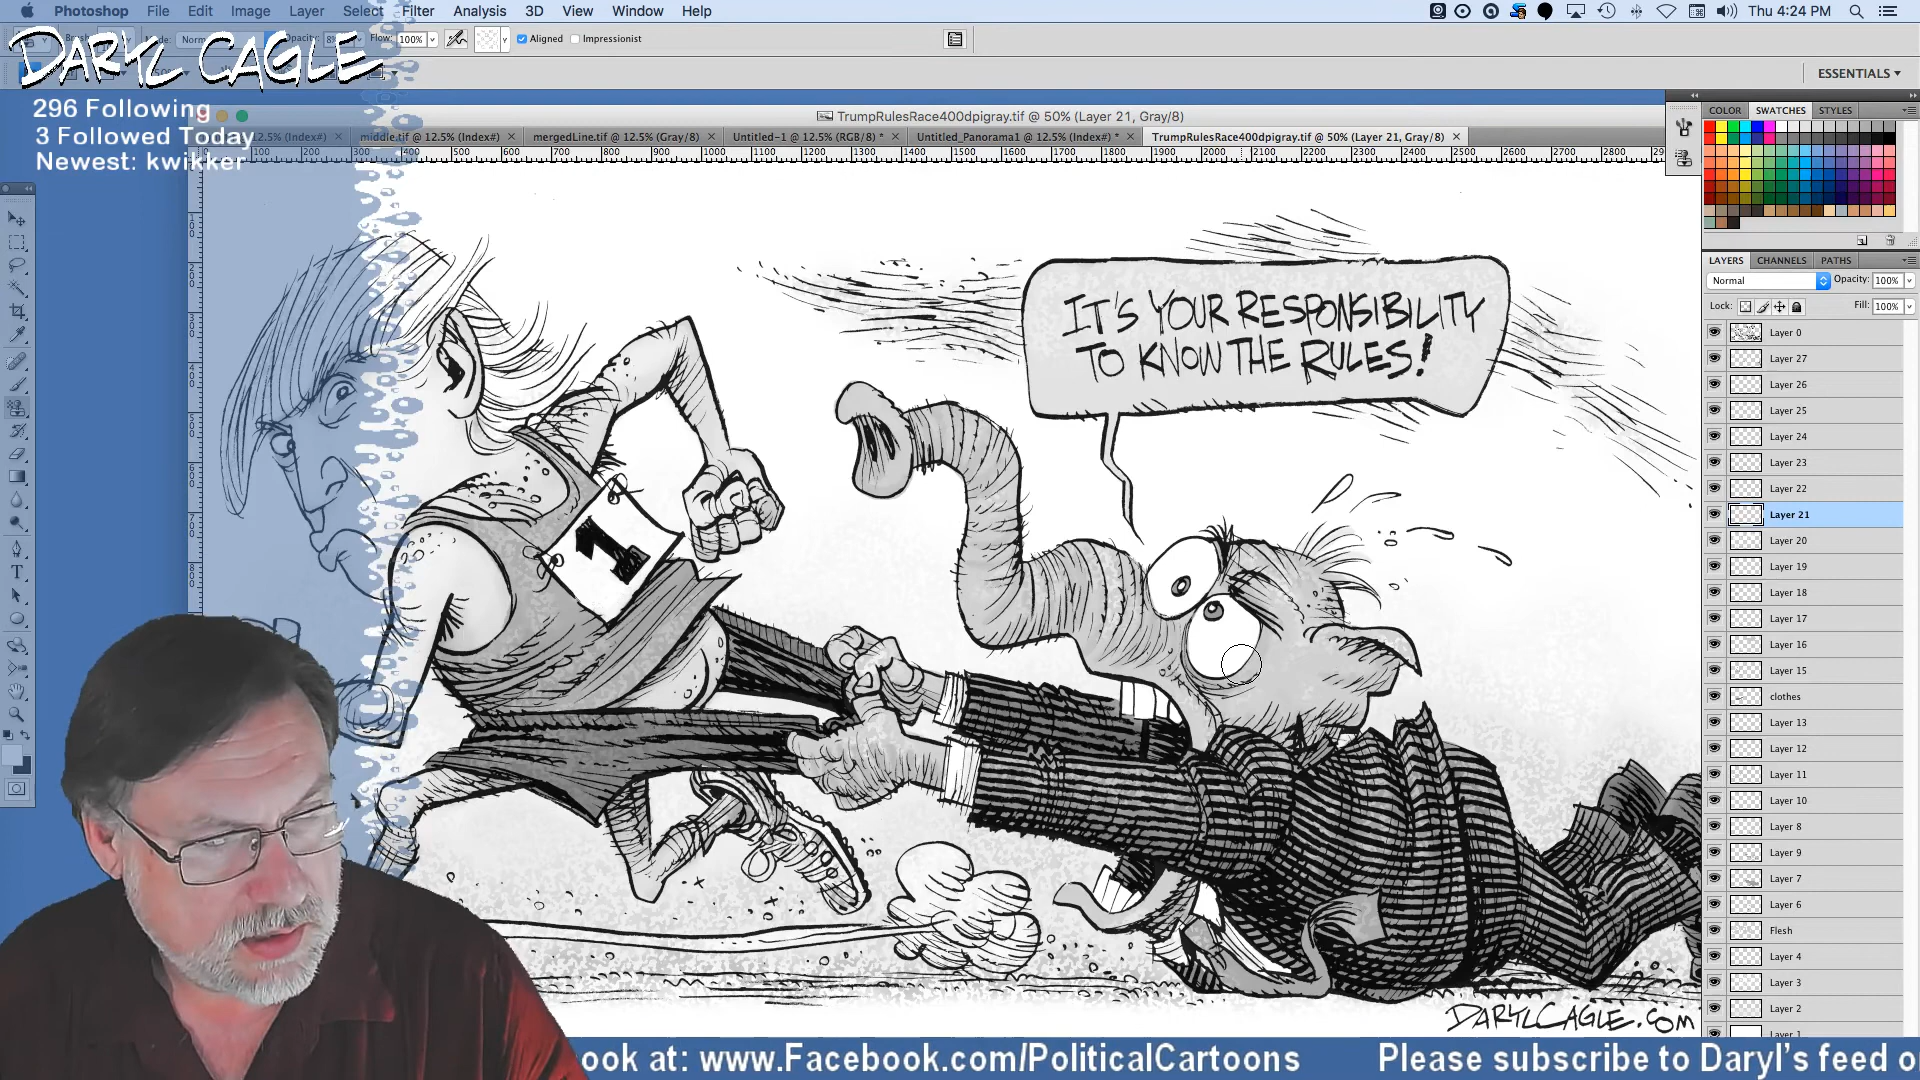 Photoshop File Edit Image Layer Select Filter Analysis 3D View Window Help
Thu 4:24 PM
Flow: 100% Aligned Impressionist
DARYL CAGLE
ESSENTIALS
296 Following
3 Followed Today
Newest: kwikker
TrumpRulesRace400dpigray.tif @ 50% (Layer 21, Gray/8)
middle.tif @ 12.5% (Index#)
mergedLine.tif @ 12.5% (Gray/8)
Untitled-1 @ 12.5% (RGB/8) *
Untitled_Panorama1 @ 12.5% (Index#) *
TrumpRulesRace400dpigray.tif @ 50% (Layer 21, Gray/8)
COLOR SWATCHES STYLES
IT'S YOUR RESPONSIBILITY
TO KNOW THE RULES!
1
LAYERS CHANNELS PATHS
Normal Opacity: 100%
Lock: Fill: 100%
Layer 0
Layer 27
Layer 26
Layer 25
Layer 24
Layer 23
Layer 22
Layer 21
Layer 20
Layer 19
Layer 18
Layer 17
Layer 16
Layer 15
clothes
Layer 13
Layer 12
Layer 11
Layer 10
Layer 8
Layer 9
Layer 7
Layer 6
Flesh
Layer 4
Layer 3
Layer 2
Layer 1
DARYLCAGLE.COM
ook at: www.Facebook.com/PoliticalCartoons Please subscribe to Daryl's feed o